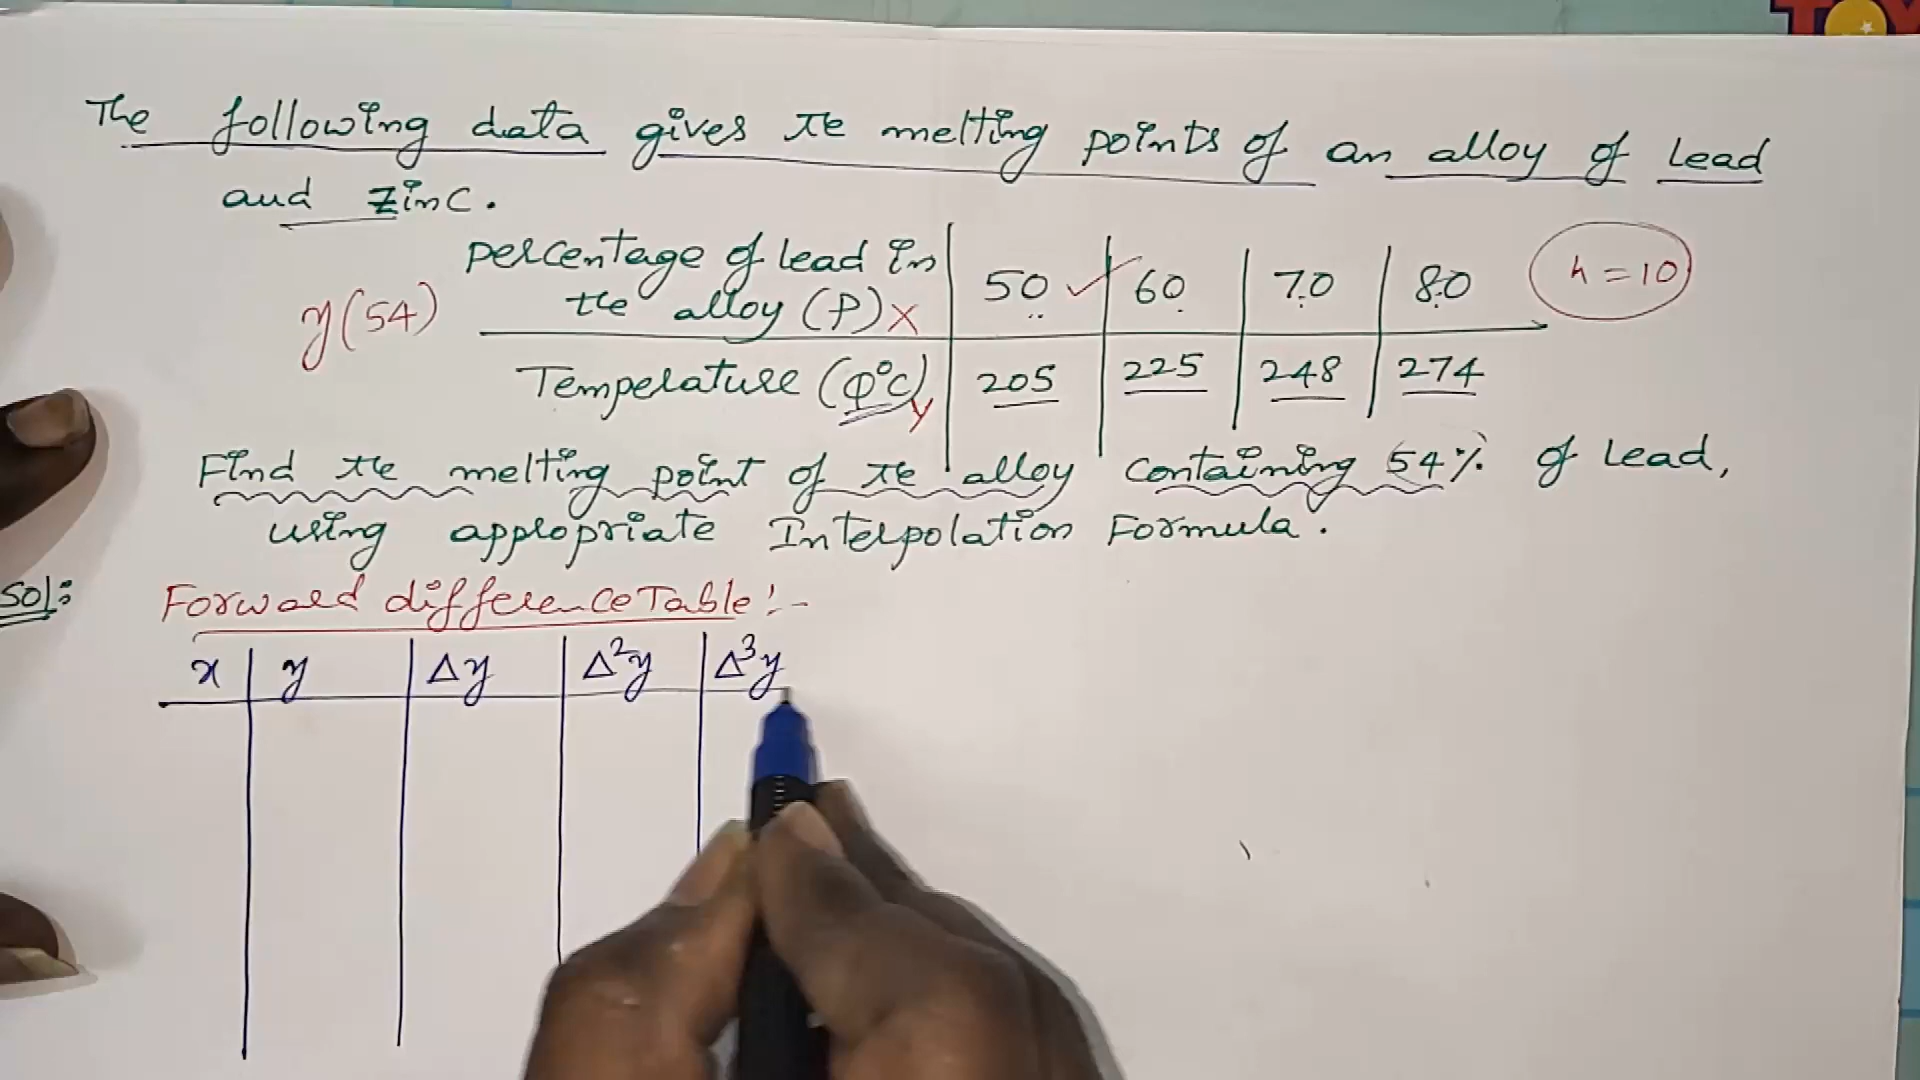 The following data gives the melting points of an alloy of Lead
and Zinc.
Percentage of lead in
the alloy (P) X 50 ✓ 60 70 80
h = 10
y(54)
Temperature (Φ°C) y 205 225 248 274
Find the melting point of the alloy containing 54% of Lead,
using appropriate Interpolation Formula.
Sol:
Forward difference Table:-
x y Δy Δ²y Δ³y